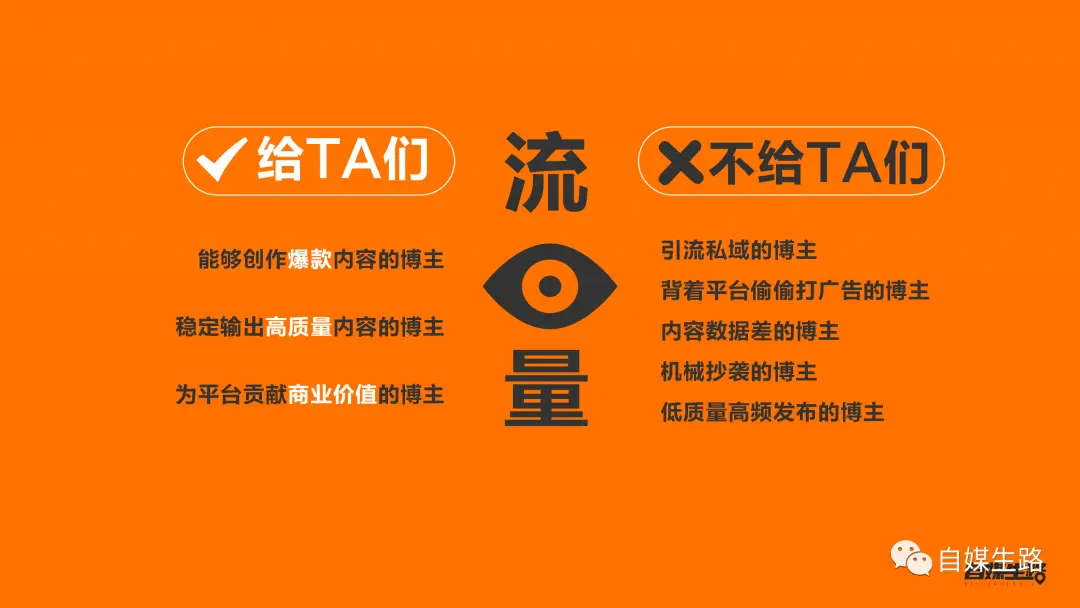 给TA们
能够创作爆款内容的博主
稳定输出高质量内容的博主
为平台贡献商业价值的博主
流
量
不给TA们
引流私域的博主
背着平台偷偷打广告的博主
内容数据差的博主
机械抄袭的博主
低质量高频发布的博主
自媒生路
自媒生路